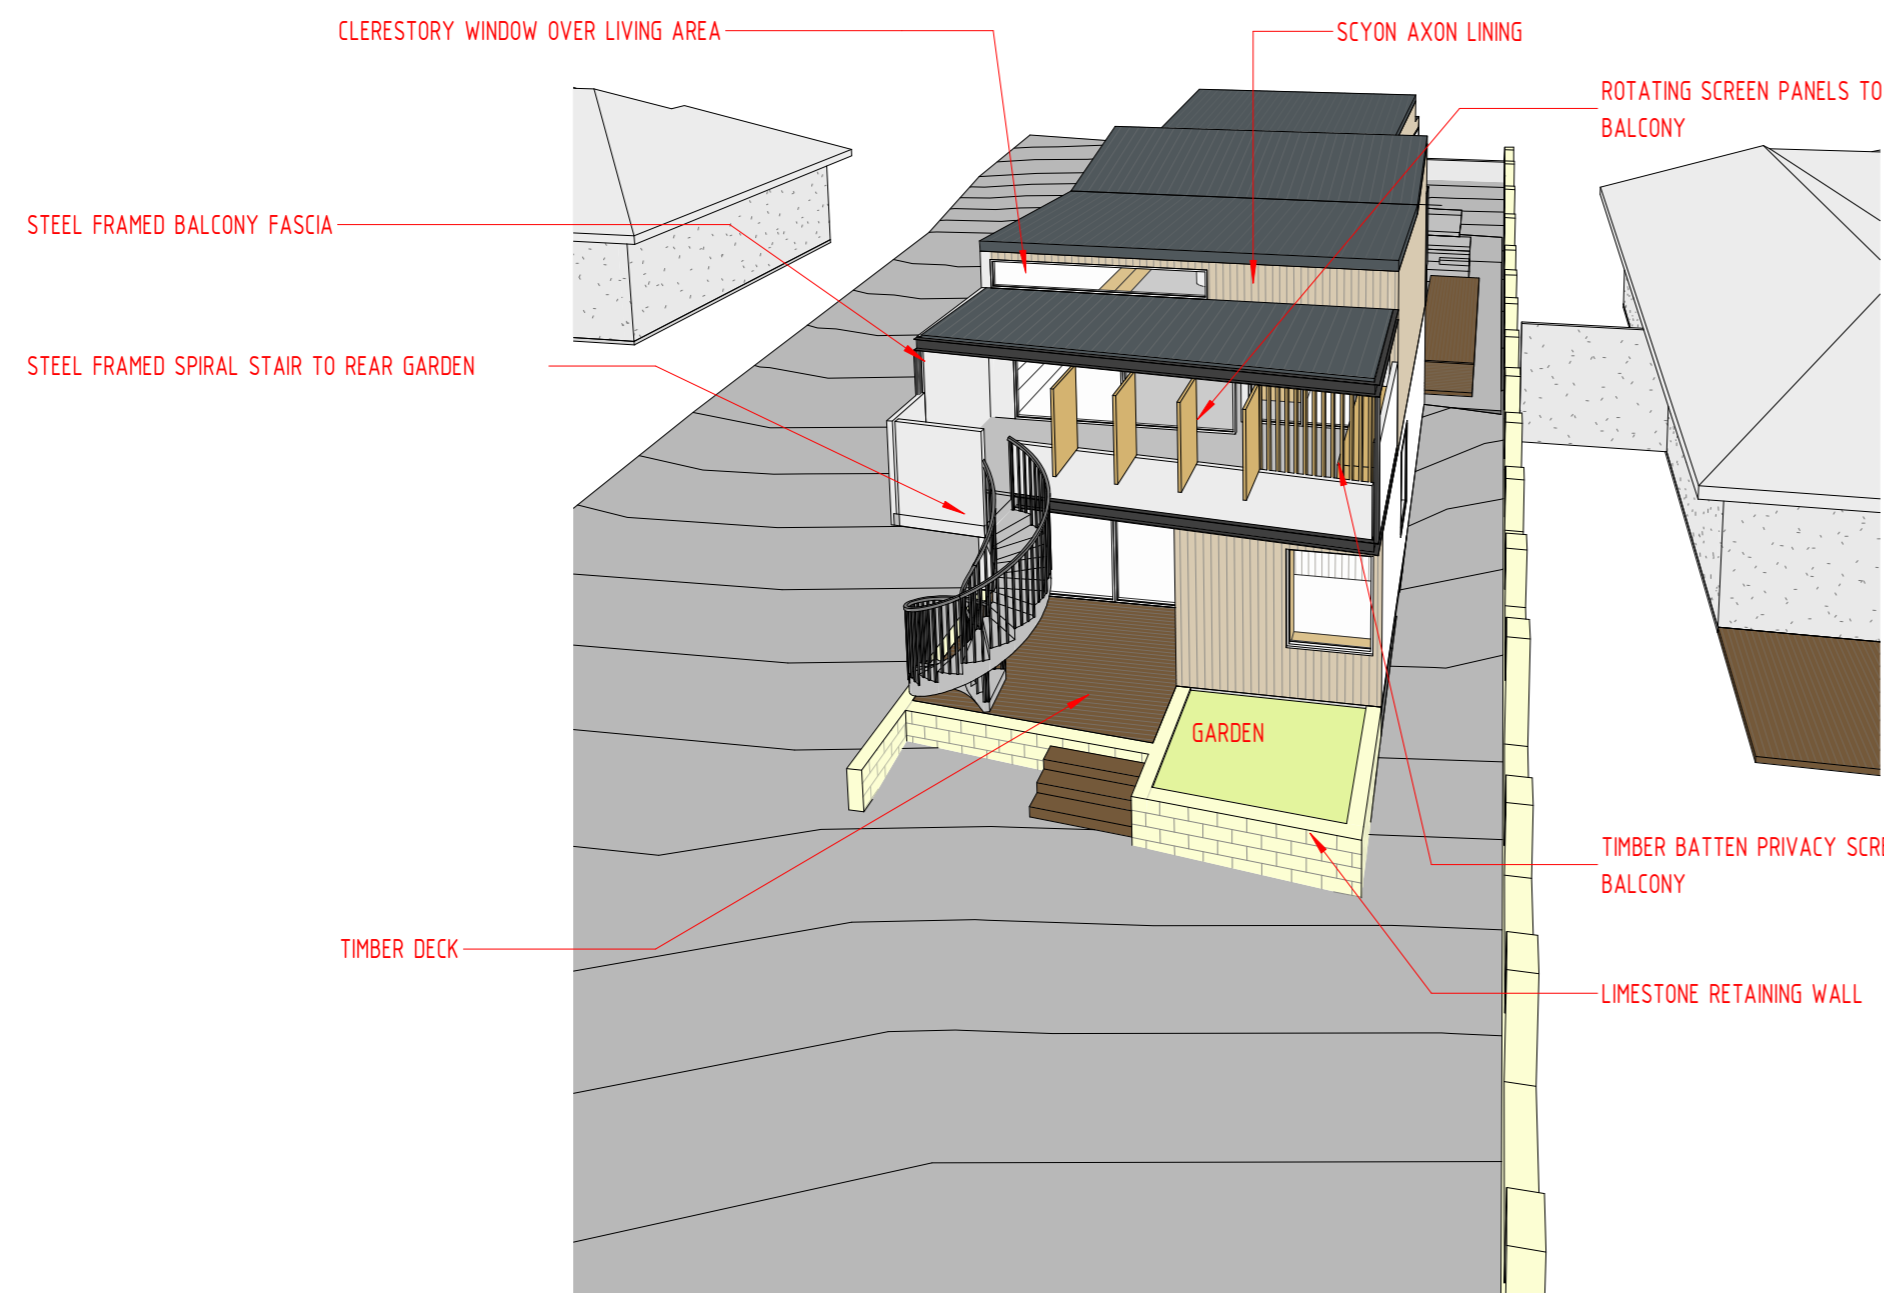 CLERESTORY WINDOW OVER LIVING AREA
SCYON AXON LINING
ROTATING SCREEN PANELS TO
BALCONY
STEEL FRAMED BALCONY FASCIA
STEEL FRAMED SPIRAL STAIR TO REAR GARDEN
GARDEN
TIMBER BATTEN PRIVACY
BALCONY
TIMBER DECK
LIMESTONE RETAINING WALL